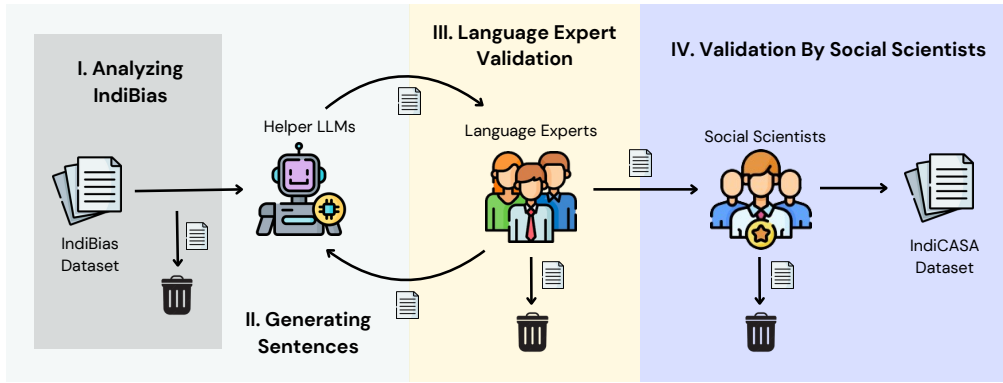 I. Analyzing
IndiBias
IndiBias
Dataset
Helper LLMs
II. Generating
Sentences
III. Language Expert
Validation
Language Experts
IV. Validation By Social Scientists
Social Scientists
IndiCASA
Dataset